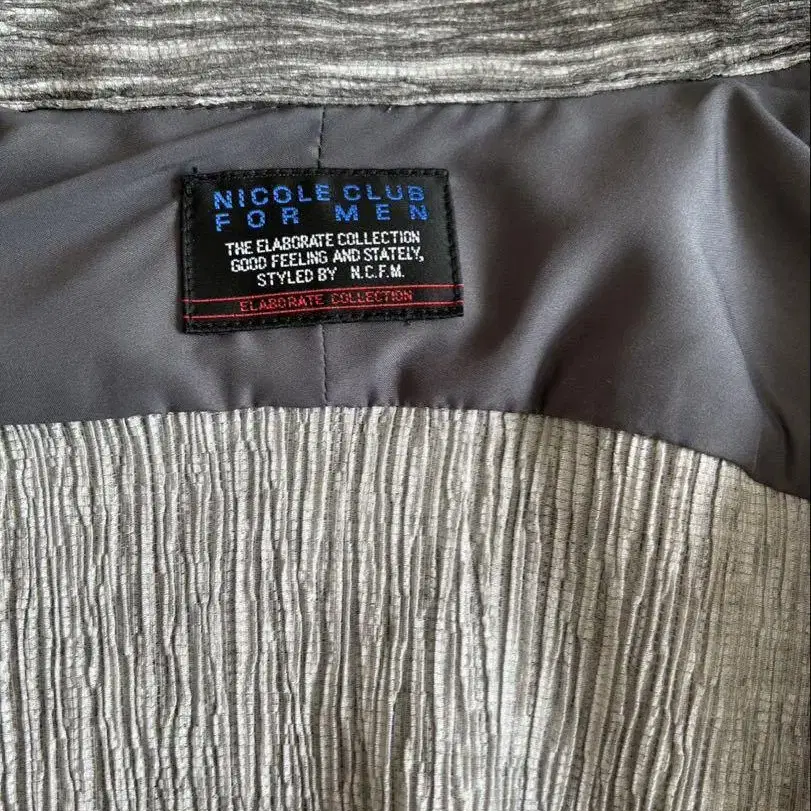 NICOLE CLUB
FOR MEN
THE ELABORATE COLLECTION
GOOD FEELING AND STATELY,
STYLED BY N.C.F.M.
ELABORATE COLLECTION